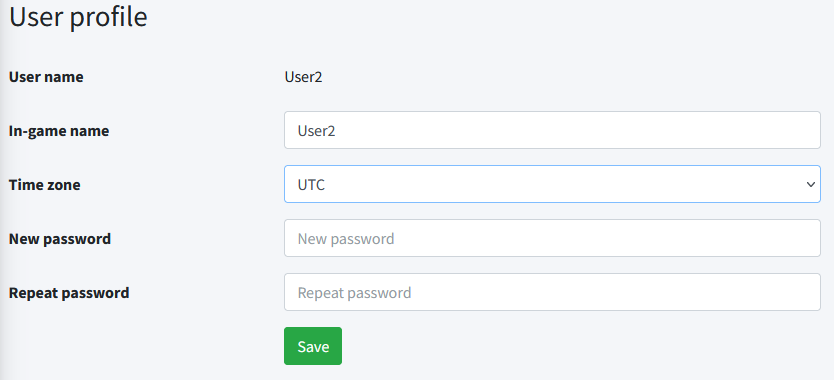 User profile
User name User2
In-game name User2
Time zone UTC
New password New password
Repeat password Repeat password
Save